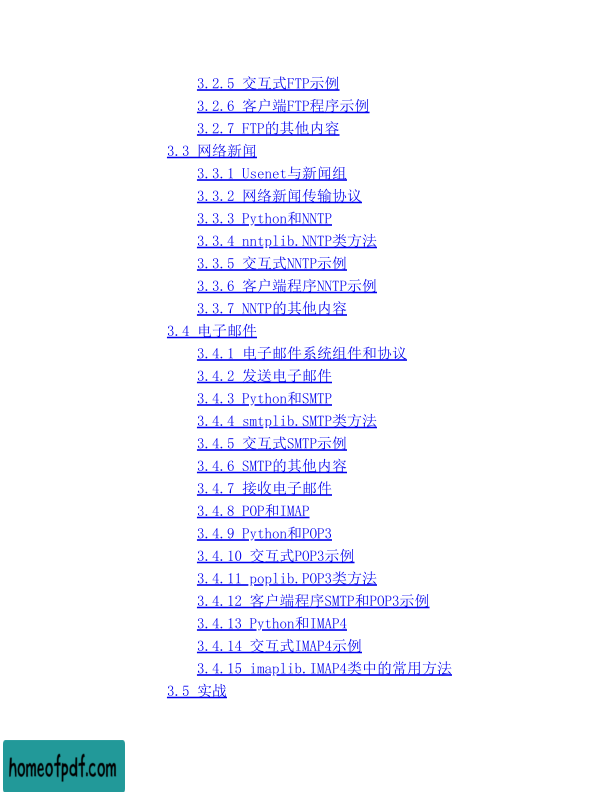 3.2.5 交互式FTP示例
3.2.6 客户端FTP程序示例
3.2.7 FTP的其他内容
3.3 网络新闻
3.3.1 Usenet与新闻组
3.3.2 网络新闻传输协议
3.3.3 Python和NNTP
3.3.4 nntplib.NNTP类方法
3.3.5 交互式NNTP示例
3.3.6 客户端程序NNTP示例
3.3.7 NNTP的其他内容
3.4 电子邮件
3.4.1 电子邮件系统组件和协议
3.4.2 发送电子邮件
3.4.3 Python和SMTP
3.4.4 smtplib.SMTP类方法
3.4.5 交互式SMTP示例
3.4.6 SMTP的其他内容
3.4.7 接收电子邮件
3.4.8 POP和IMAP
3.4.9 Python和POP3
3.4.10 交互式POP3示例
3.4.11 poplib.POP3类方法
3.4.12 客户端程序SMTP和POP3示例
3.4.13 Python和IMAP4
3.4.14 交互式IMAP4示例
3.4.15 imaplib.IMAP4类中的常用方法
3.5 实战
homeofpdf.com